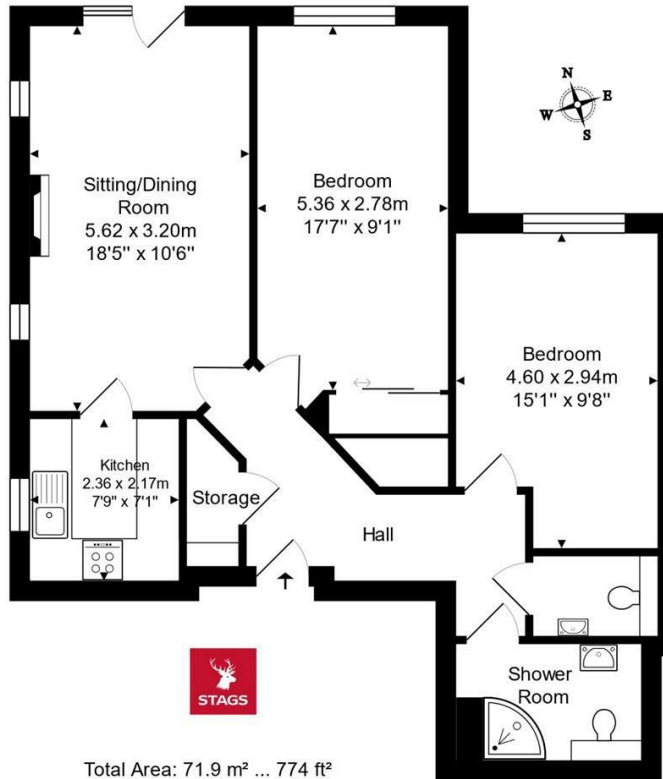 Sitting/Dining
Room
5.62 x 3.20m
18'5" x 10'6"
Bedroom
5.36 x 2.78m
17'7" x 9'1"
N
W E
S
Bedroom
4.60 x 2.94m
15'1" x 9'8"
Kitchen
2.36 x 2.17m
7'9" x 7'1"
Storage
Hall
Shower
Room
STAGS
Total Area: 71.9 m² ... 774 ft²